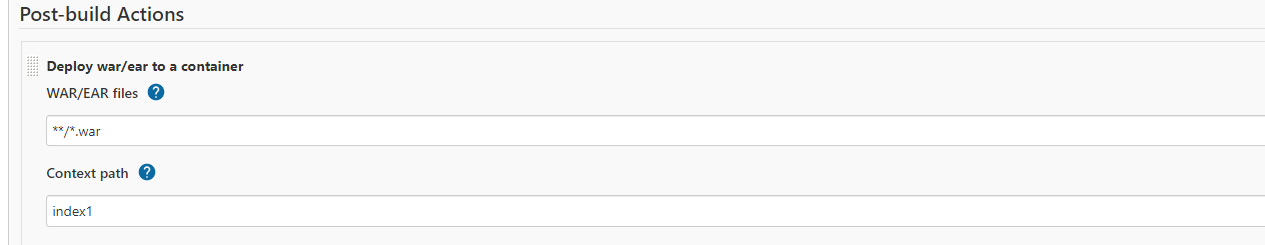 Post-build Actions
Deploy war/ear to a container
WAR/EAR files ?
**/*.war
Context path ?
index1